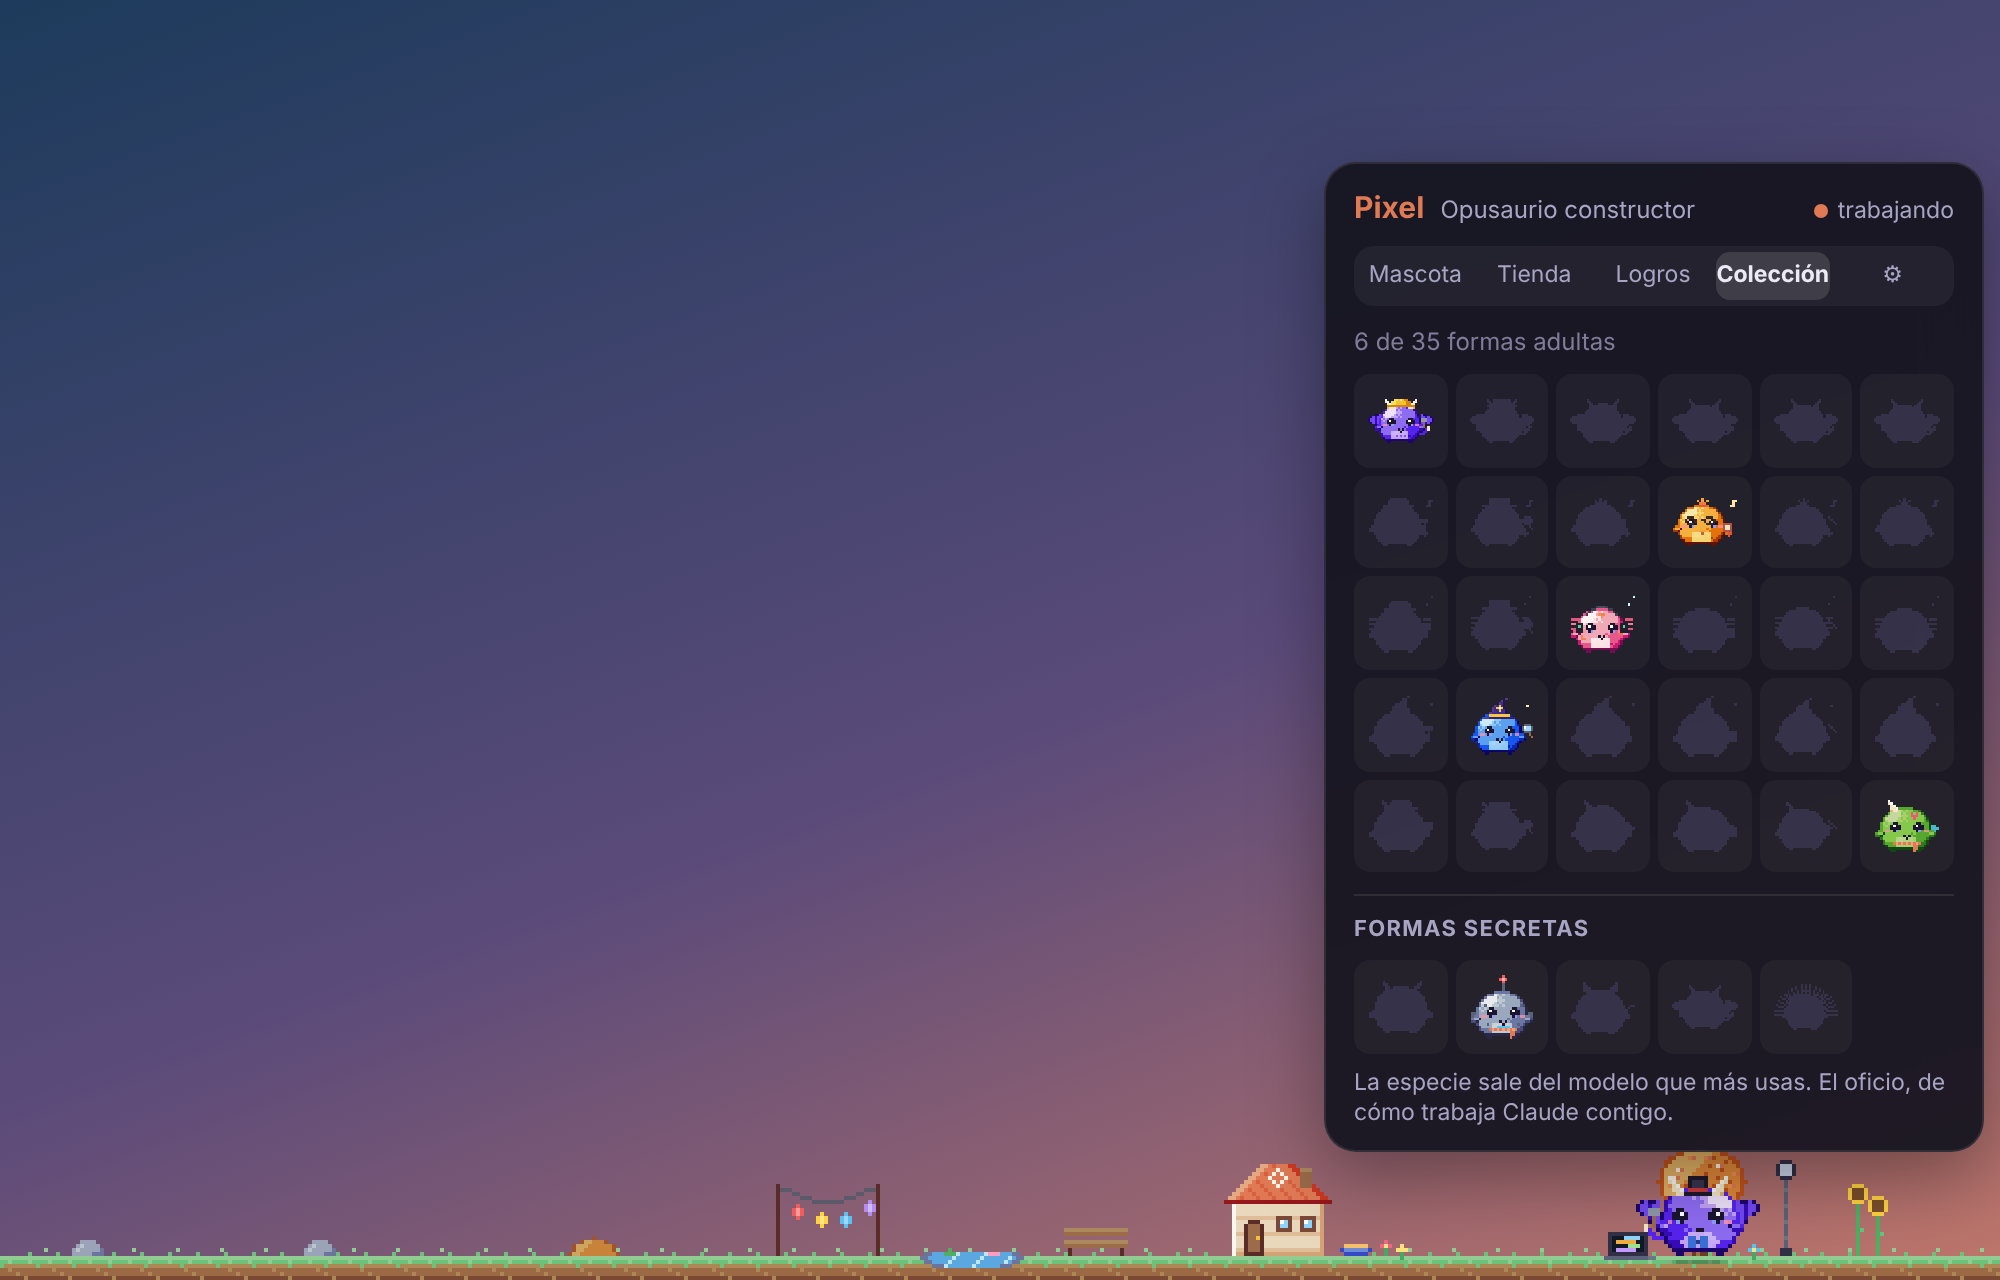 Pixel Opusaurio constructor trabajando
Mascota Tienda Logros Colección ⚙
6 de 35 formas adultas
FORMAS SECRETAS
La especie sale del modelo que más usas. El oficio, de
cómo trabaja Claude contigo.